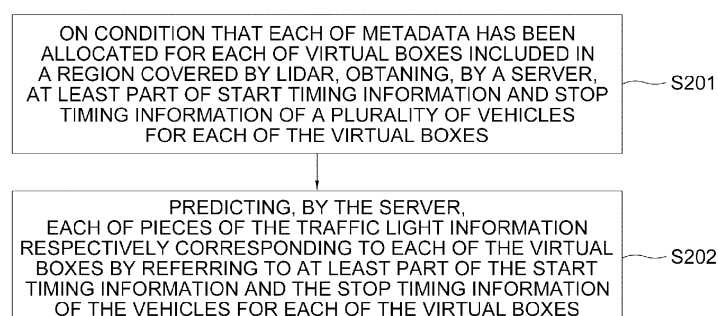 ON CONDITION THAT EACH OF METADATA HAS BEEN
ALLOCATED FOR EACH OF VIRTUAL BOXES INCLUDED IN
A REGION COVERED BY LIDAR, OBTANING, BY A SERVER,
AT LEAST PART OF START TIMING INFORMATION AND STOP
TIMING INFORMATION OF A PLURALITY OF VEHICLES
FOR EACH OF THE VIRTUAL BOXES
S201
PREDICTING, BY THE SERVER,
EACH OF PIECES OF THE TRAFFIC LIGHT INFORMATION
RESPECTIVELY CORRESPONDING TO EACH OF THE VIRTUAL
BOXES BY REFERRING TO AT LEAST PART OF THE START
TIMING INFORMATION AND THE STOP TIMING INFORMATION
OF THE VEHICLES FOR EACH OF THE VIRTUAL BOXES
S202